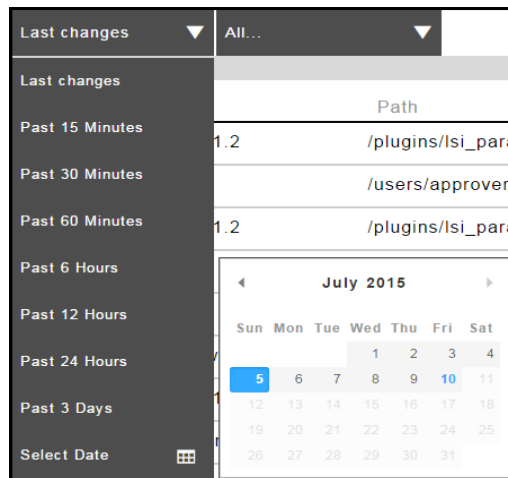 Last changes
All...
Last changes
Past 15 Minutes
Past 30 Minutes
Past 60 Minutes
Past 6 Hours
Past 12 Hours
Past 24 Hours
Past 3 Days
Select Date
Path
1.2 /plugins/lsi_para
/users/approver
1.2 /plugins/lsi_para
July 2015
Sun Mon Tue Wed Thu Fri Sat
1 2 3 4
5 6 7 8 9 10 11
12 13 14 15 16 17 18
19 20 21 22 23 24 25
26 27 28 29 30 31